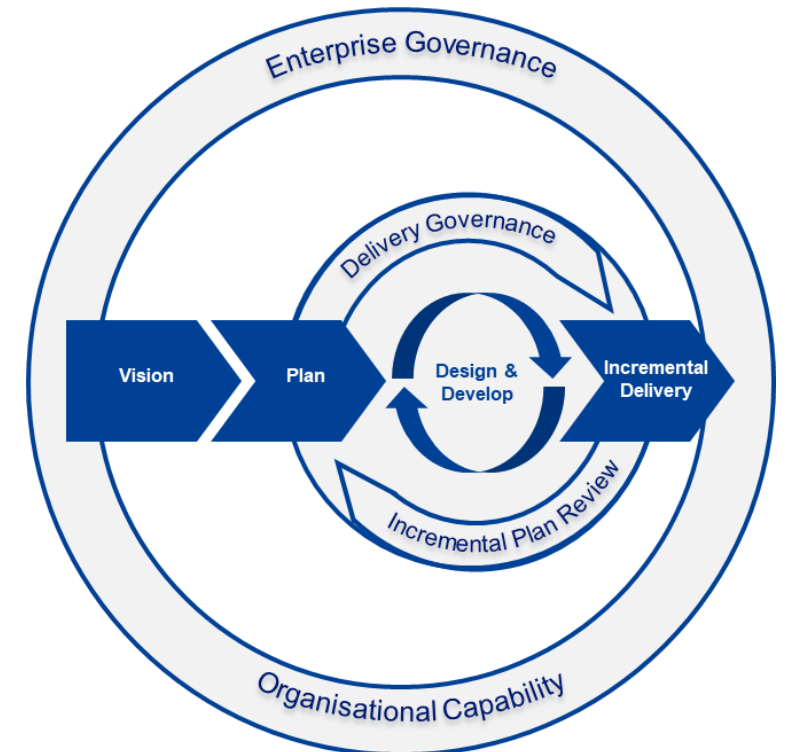 Enterprise Governance
Delivery Governance
Vision
Plan
Design &
Develop
Incremental
Delivery
Incremental Plan Review
Organisational Capability